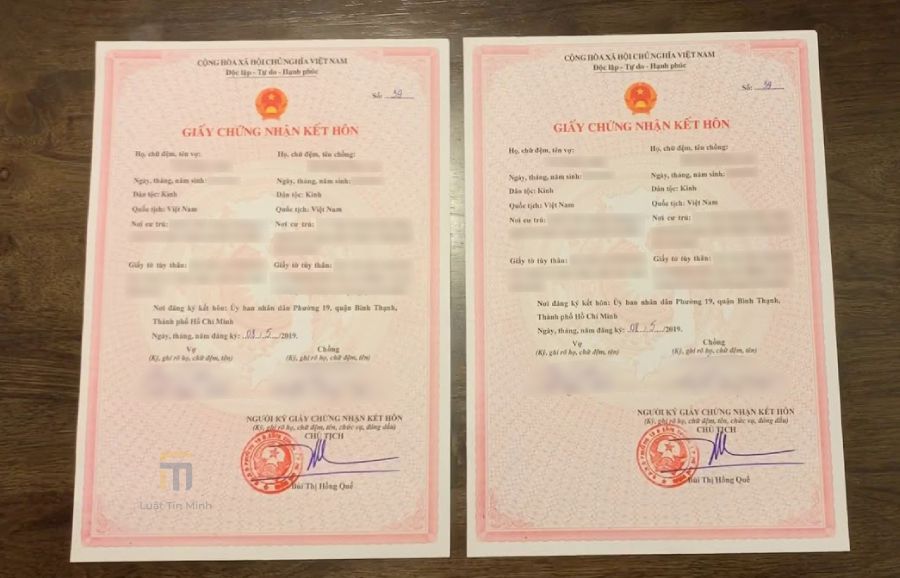 CỘNG HÒA XÃ HỘI CHỦ NGHĨA VIỆT NAM
Độc lập - Tự do - Hạnh phúc
Số: 59
GIẤY CHỨNG NHẬN KẾT HÔN
Họ, chữ đệm, tên vợ: Họ, chữ đệm, tên chồng:
Ngày, tháng, năm sinh: Ngày, tháng, năm sinh:
Dân tộc: Kinh Dân tộc: Kinh
Quốc tịch: Việt Nam Quốc tịch: Việt Nam
Nơi cư trú: Nơi cư trú:
Giấy tờ tùy thân: Giấy tờ tùy thân:
Nơi đăng ký kết hôn: Ủy ban nhân dân Phường 19, quận Bình Thạnh,
Thành phố Hồ Chí Minh
Ngày, tháng, năm đăng ký: 08 / 5 /2019.
Vợ Chồng
(Ký, ghi rõ họ, chữ đệm, tên) (Ký, ghi rõ họ, chữ đệm, tên)
NGƯỜI KÝ GIẤY CHỨNG NHẬN KẾT HÔN
(Ký, ghi rõ họ, chữ đệm, tên, chức vụ, đóng dấu)
CHỦ TỊCH
Bùi Thị Hồng Quế
Luật Tín Minh
CỘNG HÒA XÃ HỘI CHỦ NGHĨA VIỆT NAM
Độc lập - Tự do - Hạnh phúc
Số: 59
GIẤY CHỨNG NHẬN KẾT HÔN
Họ, chữ đệm, tên vợ: Họ, chữ đệm, tên chồng:
Ngày, tháng, năm sinh: Ngày, tháng, năm sinh:
Dân tộc: Kinh Dân tộc: Kinh
Quốc tịch: Việt Nam Quốc tịch: Việt Nam
Nơi cư trú: Nơi cư trú:
Giấy tờ tùy thân: Giấy tờ tùy thân:
Nơi đăng ký kết hôn: Ủy ban nhân dân Phường 19, quận Bình Thạnh,
Thành phố Hồ Chí Minh
Ngày, tháng, năm đăng ký: 08 / 5 /2019.
Vợ Chồng
(Ký, ghi rõ họ, chữ đệm, tên) (Ký, ghi rõ họ, chữ đệm, tên)
NGƯỜI KÝ GIẤY CHỨNG NHẬN KẾT HÔN
(Ký, ghi rõ họ, chữ đệm, tên, chức vụ, đóng dấu)
CHỦ TỊCH
Bùi Thị Hồng Quế